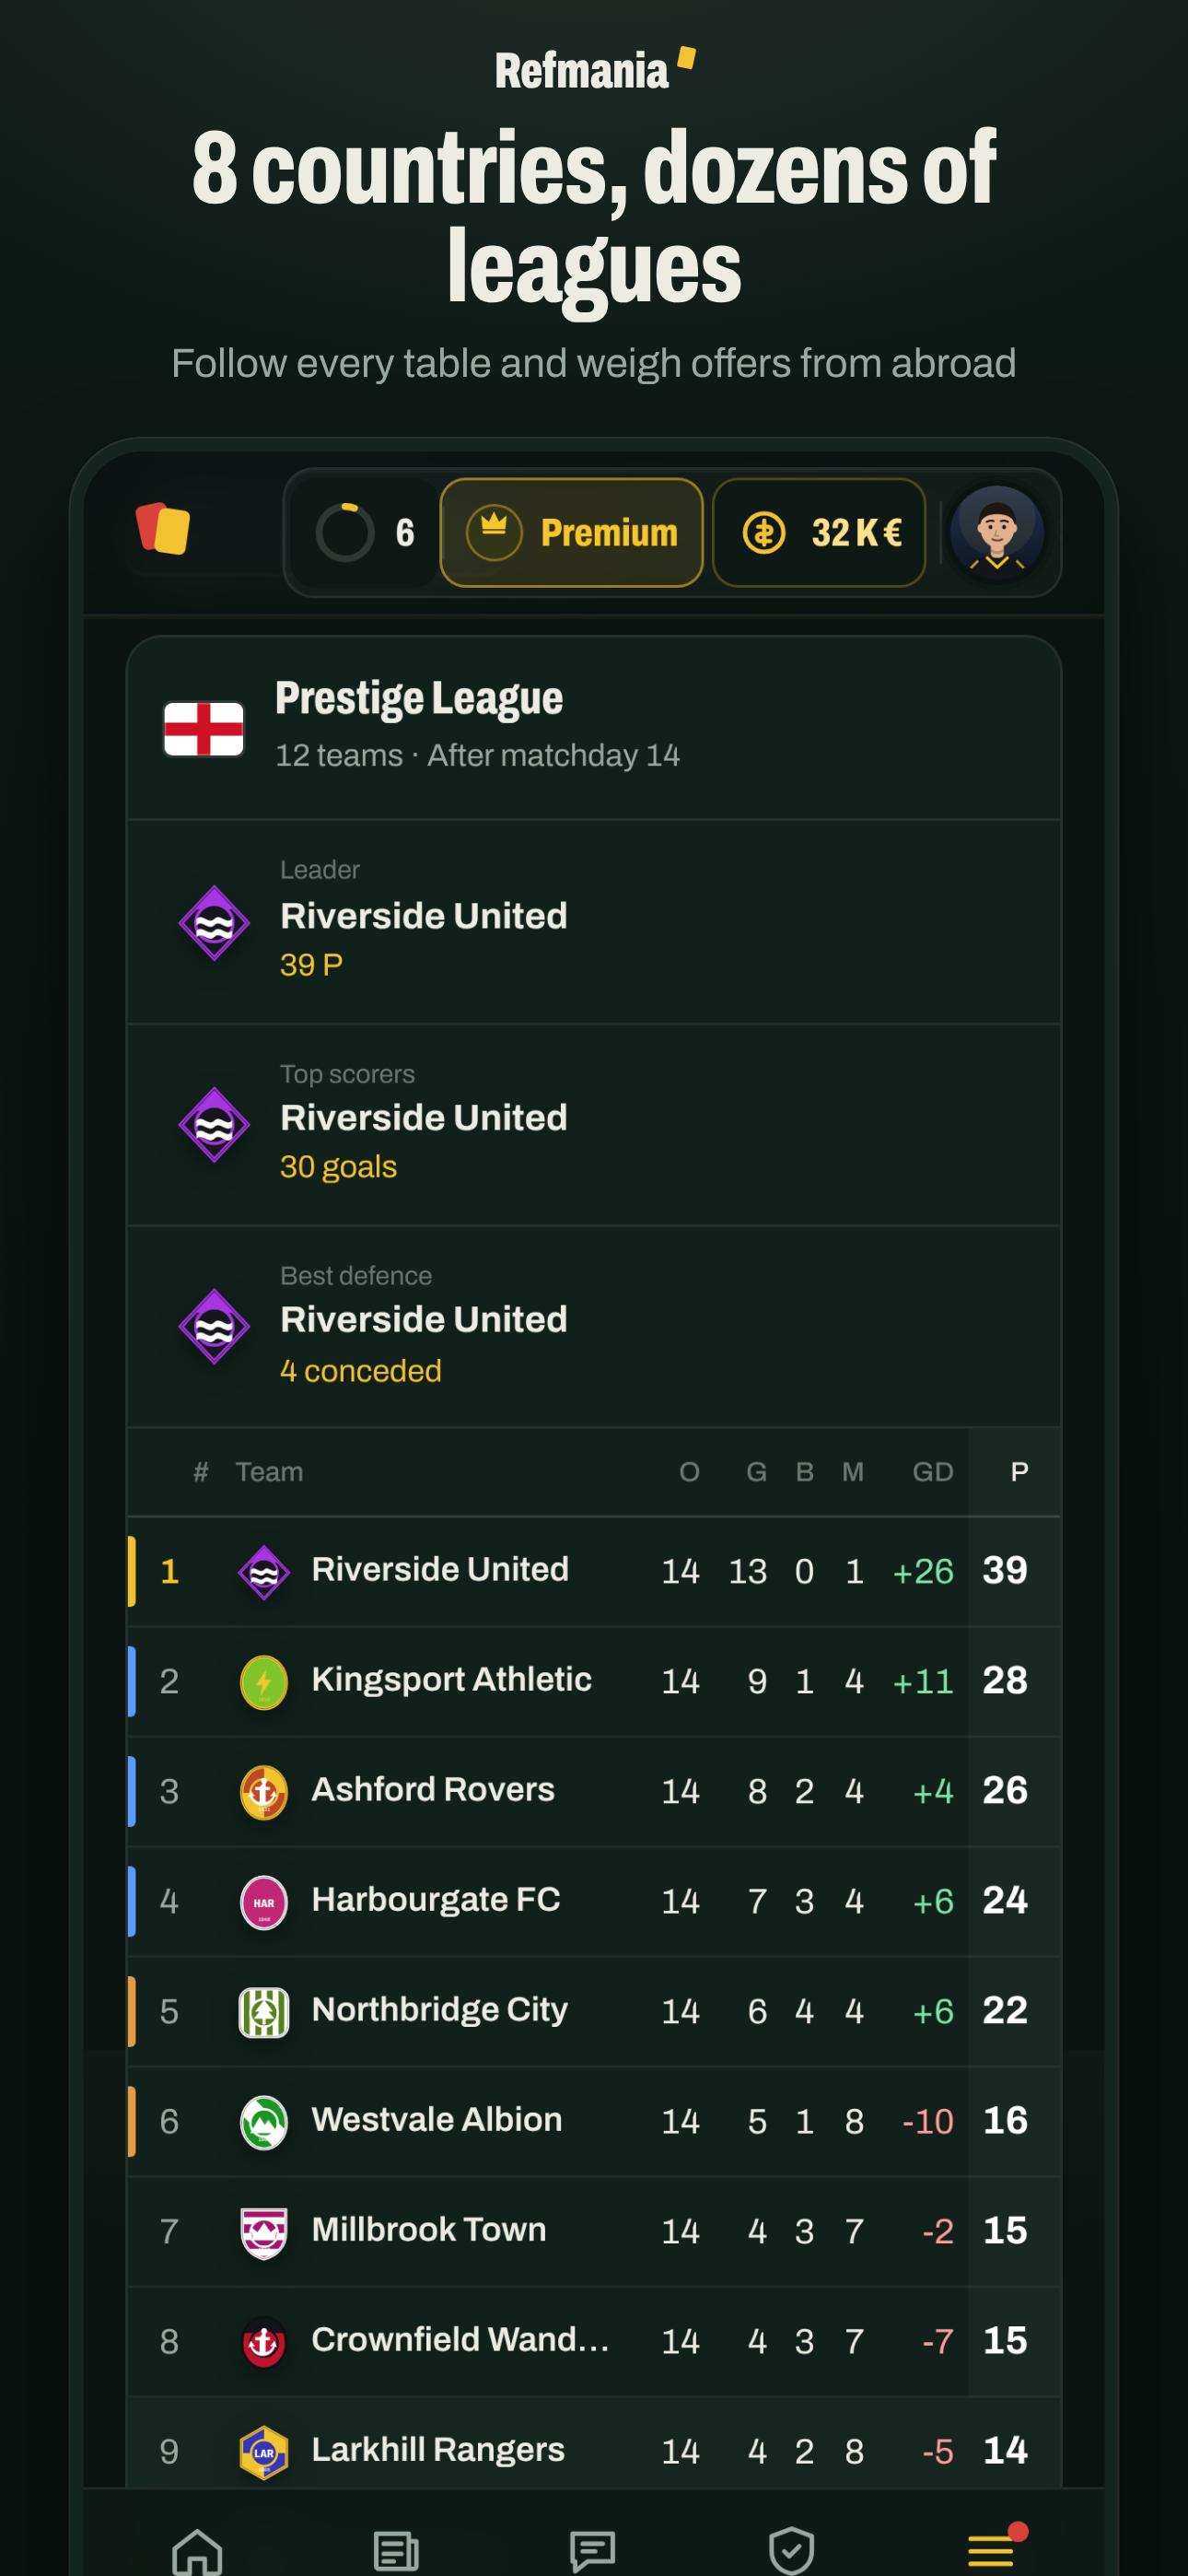 Refmania
8 countries, dozens of
leagues
Follow every table and weigh offers from abroad
6 Premium 32 K €
Prestige League
12 teams · After matchday 14
Leader
Riverside United
39 P
Top scorers
Riverside United
30 goals
Best defence
Riverside United
4 conceded
# Team O G B M GD P
1 Riverside United 14 13 0 1 +26 39
2 Kingsport Athletic 14 9 1 4 +11 28
3 Ashford Rovers 14 8 2 4 +4 26
4 HAR Harbourgate FC 14 7 3 4 +6 24
5 Northbridge City 14 6 4 4 +6 22
6 Westvale Albion 14 5 1 8 -10 16
7 Millbrook Town 14 4 3 7 -2 15
8 Crownfield Wand... 14 4 3 7 -7 15
9 LAR Larkhill Rangers 14 4 2 8 -5 14